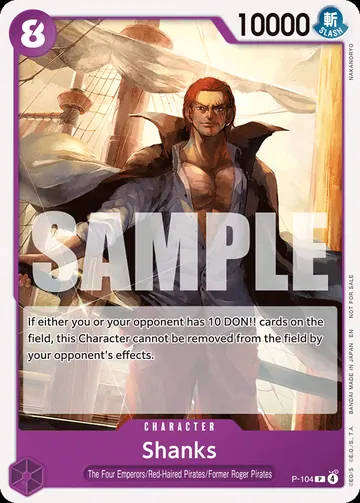 8
10000
斬
SLASH
NAKANORYO
SAMPLE
If either you or your opponent has 10 DON!! cards on the
field, this Character cannot be removed from the field by
your opponent's effects.
CHARACTER
Shanks
The Four Emperors/Red-Haired Pirates/Former Roger Pirates
P-104 P 4
©E.S./S., T.A. BANDAI MADE IN JAPAN EN NOT FOR SALE